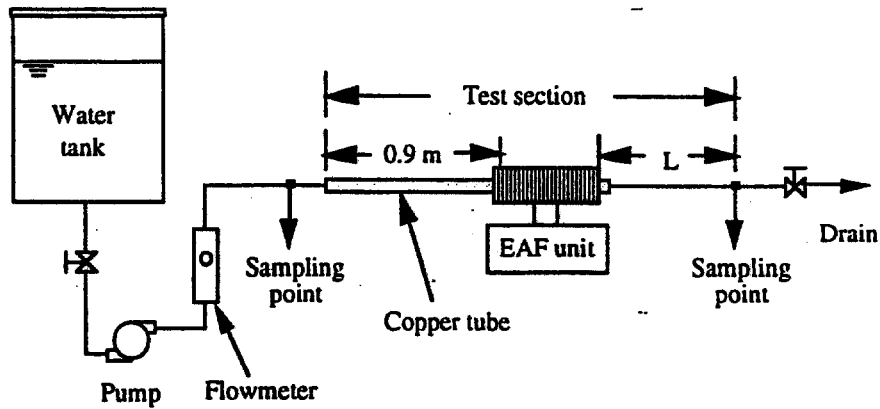 Test section
Water
tank
0.9 m
L
EAF unit
Drain
Sampling
point
Sampling
point
Copper tube
Pump
Flowmeter